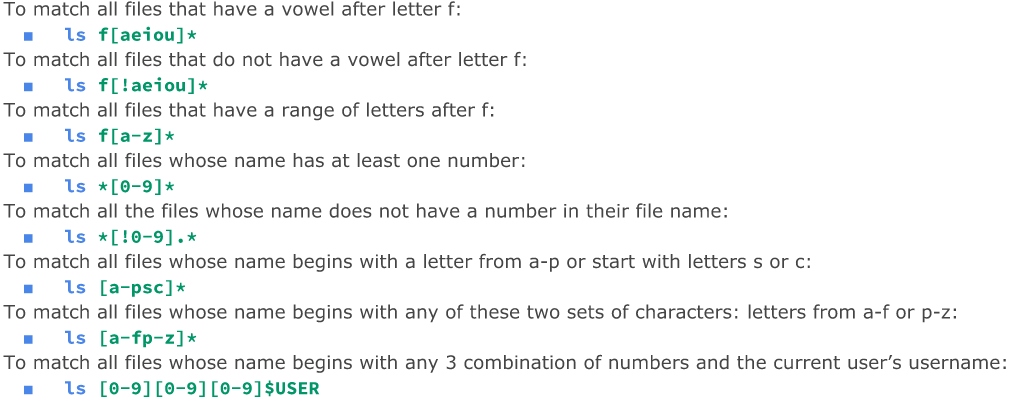 To match all files that have a vowel after letter f:
▪ ls f[aeiou]*
To match all files that do not have a vowel after letter f:
▪ ls f[!aeiou]*
To match all files that have a range of letters after f:
▪ ls f[a-z]*
To match all files whose name has at least one number:
▪ ls *[0-9]*
To match all the files whose name does not have a number in their file name:
▪ ls *[!0-9].*
To match all files whose name begins with a letter from a-p or start with letters s or c:
▪ ls [a-psc]*
To match all files whose name begins with any of these two sets of characters: letters from a-f or p-z:
▪ ls [a-fp-z]*
To match all files whose name begins with any 3 combination of numbers and the current user’s username:
▪ ls [0-9][0-9][0-9]$USER